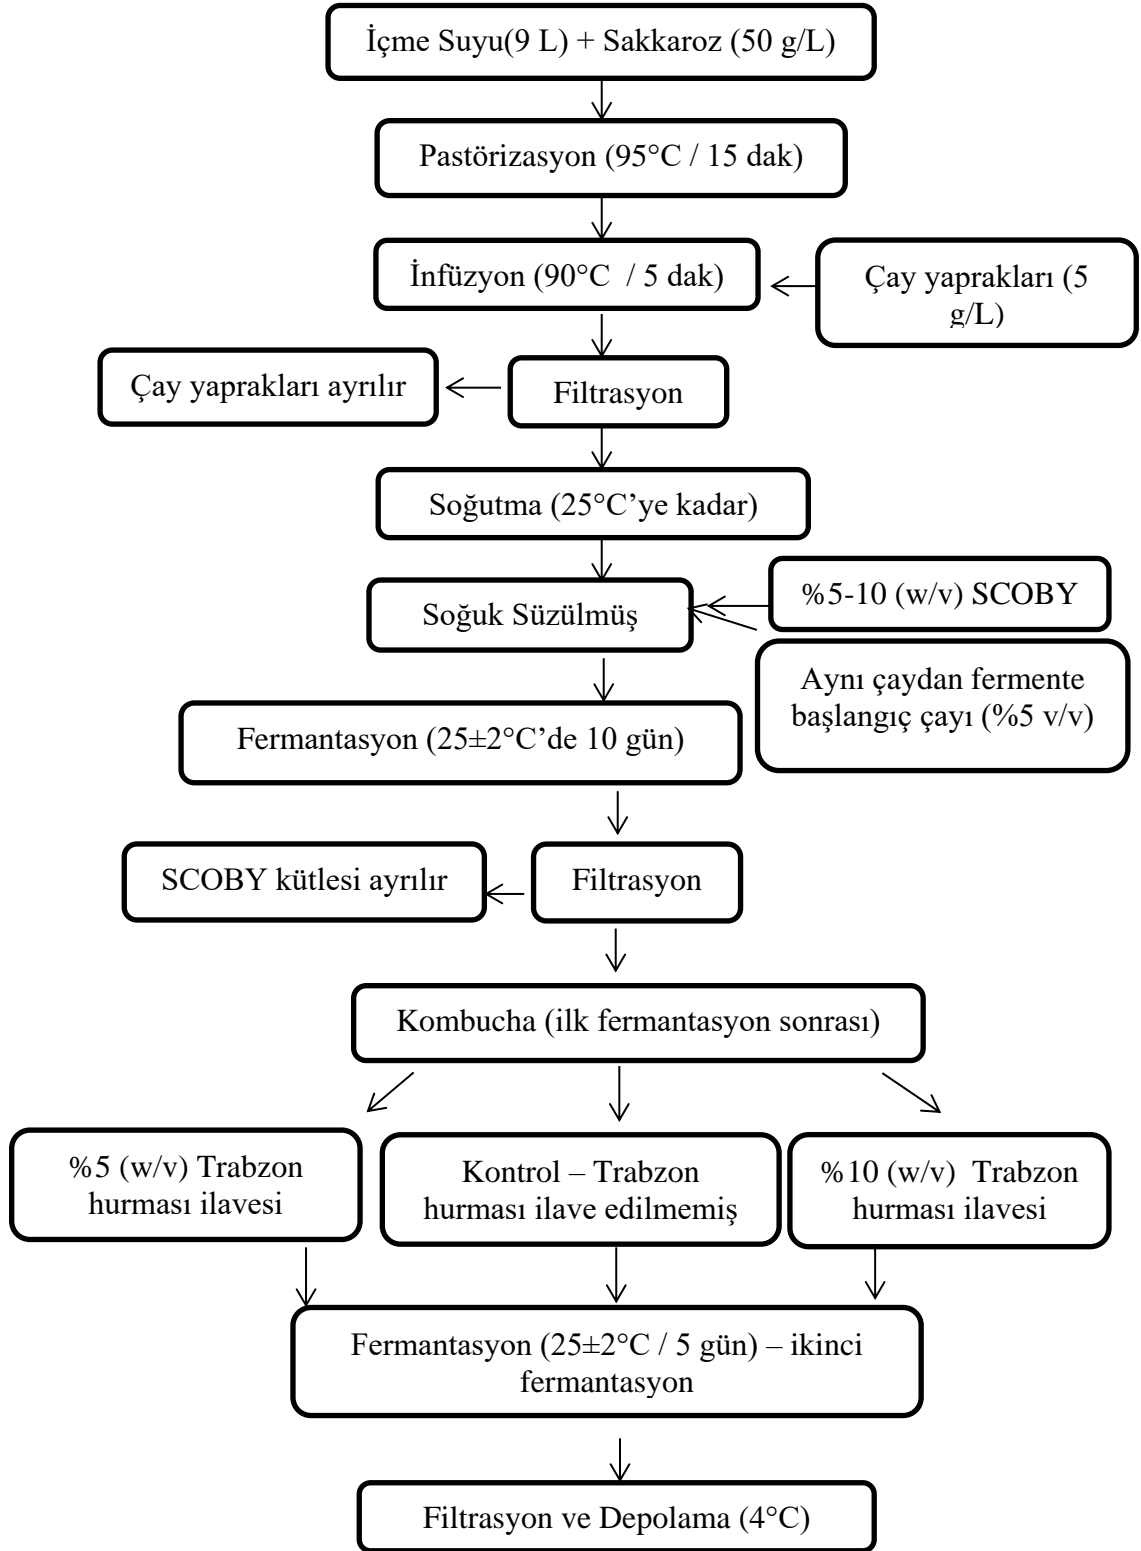 İçme Suyu(9 L) + Sakkaroz (50 g/L)
Pastörizasyon (95°C / 15 dak)
İnfüzyon (90°C / 5 dak)
Çay yaprakları (5
g/L)
Çay yaprakları ayrılır
Filtrasyon
Soğutma (25°C’ye kadar)
Soğuk Süzülmüş
%5-10 (w/v) SCOBY
Aynı çaydan fermente
başlangıç çayı (%5 v/v)
Fermantasyon (25±2°C’de 10 gün)
SCOBY kütlesi ayrılır
Filtrasyon
Kombucha (ilk fermantasyon sonrası)
%5 (w/v) Trabzon
hurması ilavesi
Kontrol – Trabzon
hurması ilave edilmemiş
%10 (w/v) Trabzon
hurması ilavesi
Fermantasyon (25±2°C / 5 gün) – ikinci
fermantasyon
Filtrasyon ve Depolama (4°C)